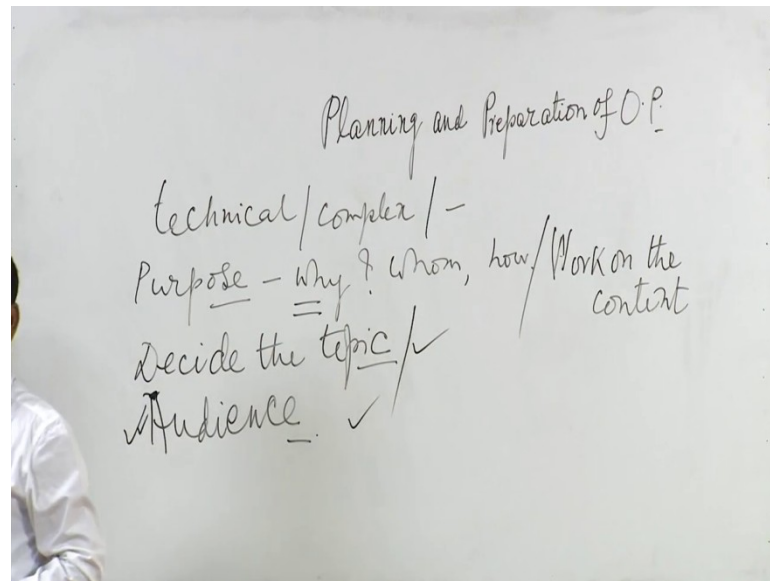 Planning and Preparation of O.P.
technical / complex / -
Purpose - why? whom, how / Work on the
content
Decide the topic / ✓
✓ Audience. ✓